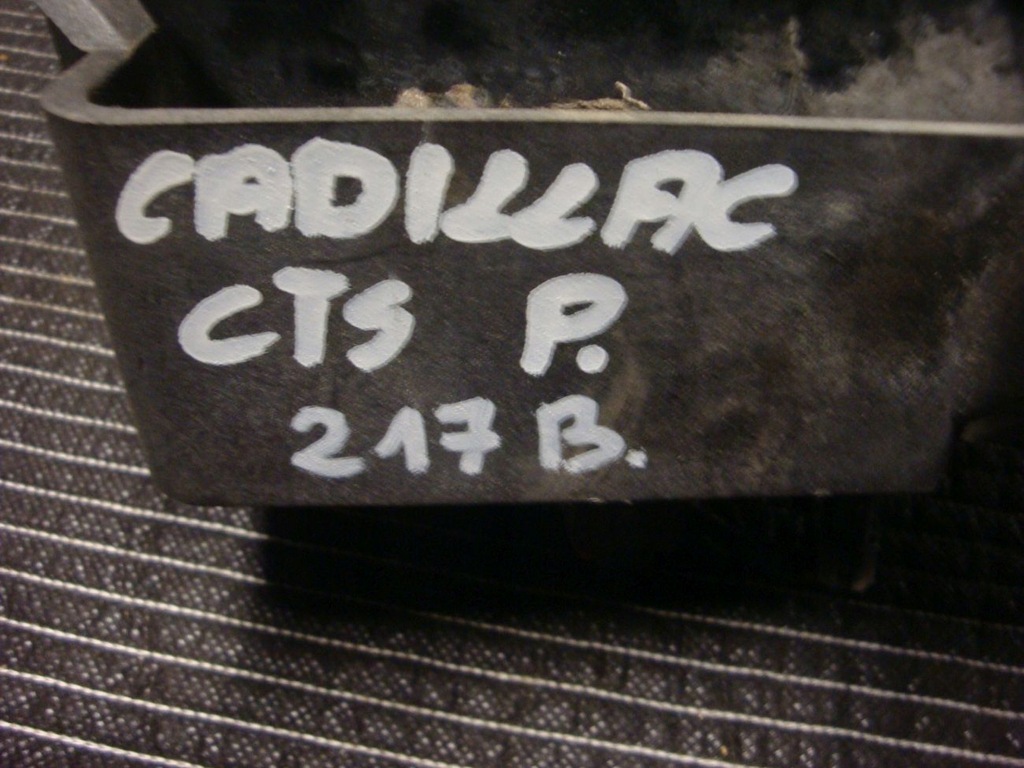 CADILLAC
CTS P.
217 B.